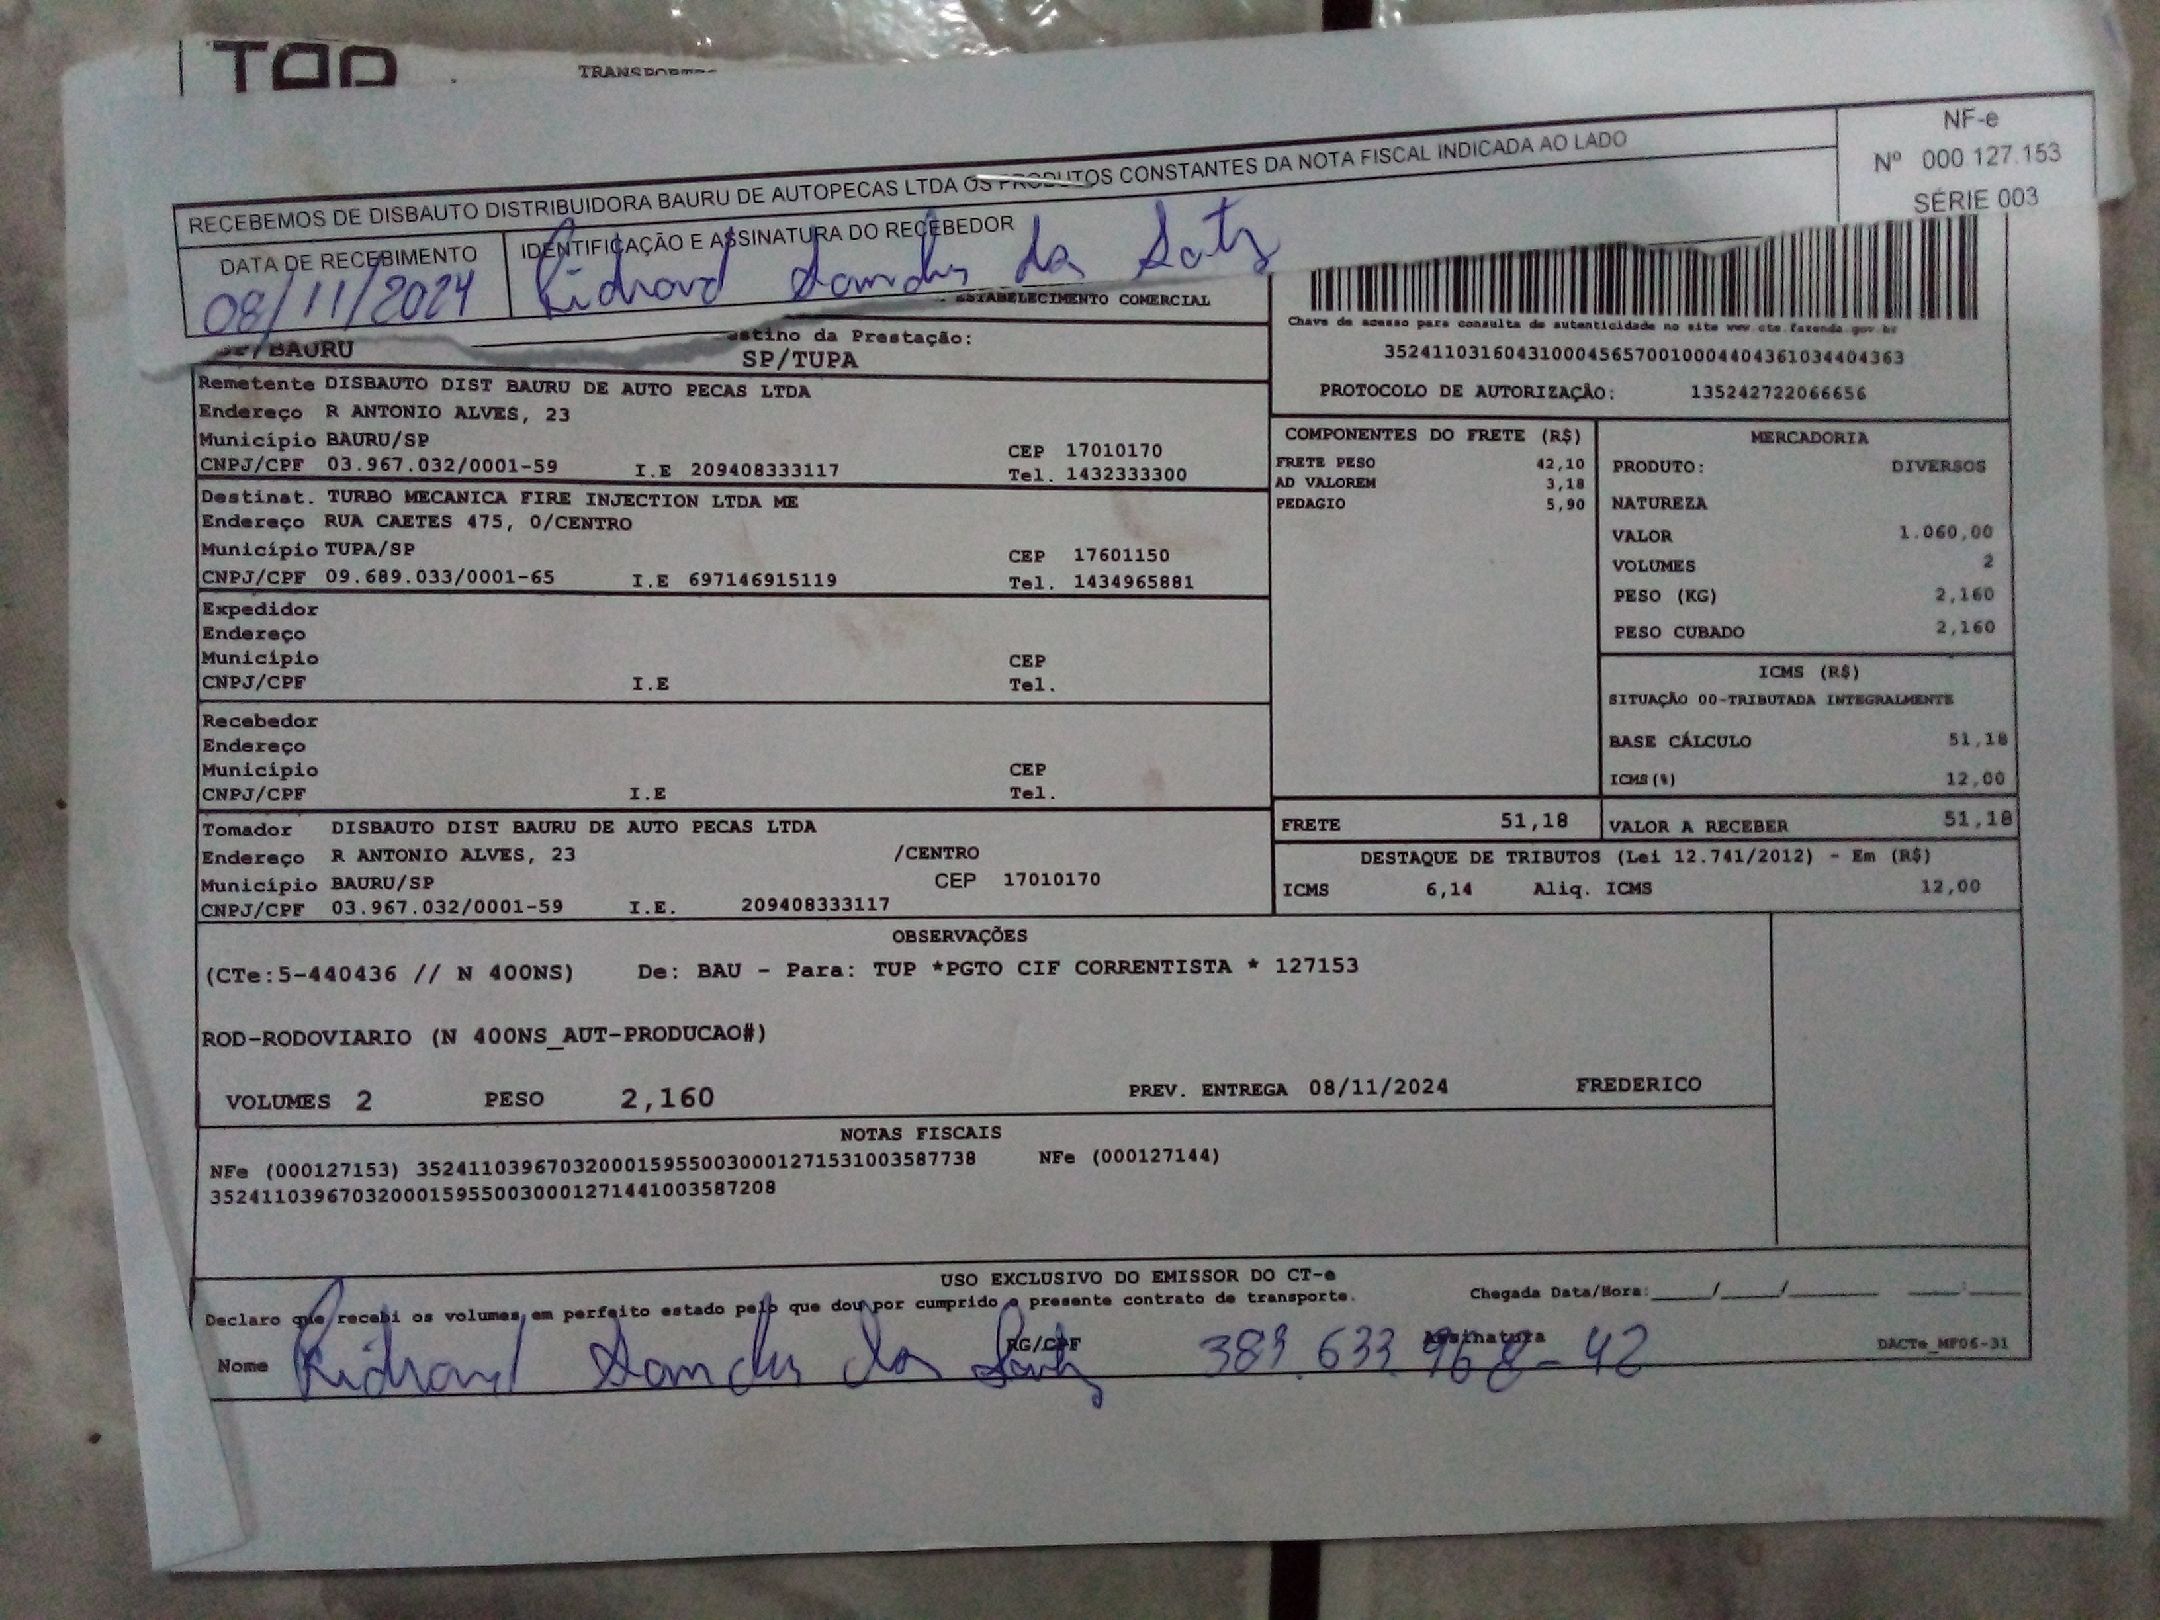 RECEBEMOS DE DISBAUTO DISTRIBUIDORA BAURU DE AUTOPECAS LTDA OS PRODUTOS CONSTANTES DA NOTA FISCAL INDICADA AO LADO
NF-e
Nº 000.127.153
SÉRIE 003
DATA DE RECEBIMENTO
08/11/2024
IDENTIFICAÇÃO E ASSINATURA DO RECEBEDOR
ESTABELECIMENTO COMERCIAL
BAURU
da Prestação:
SP/TUPA
Chave de acesso para consulta de autenticidade no site www.cte.fazenda.gov.br
35241103160431000456570010004404361034404363
PROTOCOLO DE AUTORIZAÇÃO: 135242722066656
Remetente DISBAUTO DIST BAURU DE AUTO PECAS LTDA
Endereço R ANTONIO ALVES, 23
Município BAURU/SP CEP 17010170
CNPJ/CPF 03.967.032/0001-59 I.E 209408333117 Tel. 1432333300
Destinat. TURBO MECANICA FIRE INJECTION LTDA ME
Endereço RUA CAETES 475, 0/CENTRO
Município TUPA/SP CEP 17601150
CNPJ/CPF 09.689.033/0001-65 I.E 697146915119 Tel. 1434965881
Expedidor
Endereço
Município CEP
CNPJ/CPF I.E Tel.
Recebedor
Endereço
Município CEP
CNPJ/CPF I.E Tel.
Tomador DISBAUTO DIST BAURU DE AUTO PECAS LTDA
Endereço R ANTONIO ALVES, 23 /CENTRO
Município BAURU/SP CEP 17010170
CNPJ/CPF 03.967.032/0001-59 I.E. 209408333117
COMPONENTES DO FRETE (R$)
FRETE PESO 42,10
AD VALOREM 3,18
PEDAGIO 5,90
MERCADORIA
PRODUTO: DIVERSOS
NATUREZA
VALOR 1.060,00
VOLUMES 2
PESO (KG) 2,160
PESO CUBADO 2,160
ICMS (R$)
SITUAÇÃO 00-TRIBUTADA INTEGRALMENTE
BASE CÁLCULO 51,18
ICMS(%) 12,00
FRETE 51,18 VALOR A RECEBER 51,18
DESTAQUE DE TRIBUTOS (Lei 12.741/2012) - Em (R$)
ICMS 6,14 Aliq. ICMS 12,00
OBSERVAÇÕES
(CTe:5-440436 // N 400NS) De: BAU - Para: TUP *PGTO CIF CORRENTISTA * 127153
ROD-RODOVIARIO (N 400NS_AUT-PRODUCAO#)
VOLUMES 2 PESO 2,160 PREV. ENTREGA 08/11/2024 FREDERICO
NOTAS FISCAIS
NFe (000127153) 35241103967032000159550030001271531003587738 NFe (000127144)
35241103967032000159550030001271441003587208
USO EXCLUSIVO DO EMISSOR DO CT-e
Declaro que recebi os volumes em perfeito estado pelo que dou por cumprido o presente contrato de transporte. Chegada Data/Hora:____/____/______ ____:____
Nome RG/CPF 389.633.968-42 Assinatura DACTe_MF06-31